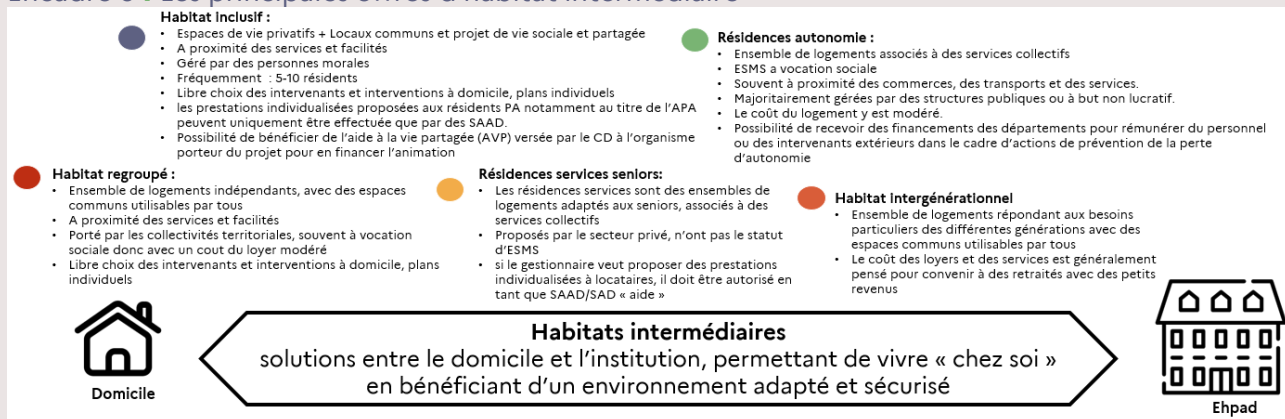 Habitat inclusif :
• Espaces de vie privatifs + Locaux communs et projet de vie sociale et partagée
• A proximité des services et facilités
• Géré par des personnes morales
• Fréquemment : 5-10 résidents
• Libre choix des intervenants et interventions à domicile, plans individuels
• les prestations individualisées proposées aux résidents PA notamment au titre de l'APA
peuvent uniquement être effectuée que par des SAAD.
• Possibilité de bénéficier de l'aide à la vie partagée (AVP) versée par le CD à l'organisme
porteur du projet pour en financer l'animation
Résidences autonomie :
• Ensemble de logements associés à des services collectifs
• ESMS a vocation sociale
• Souvent à proximité des commerces, des transports et des services.
• Majoritairement gérées par des structures publiques ou à but non lucratif.
• Le coût du logement y est modéré.
• Possibilité de recevoir des financements des départements pour rémunérer du personnel
ou des intervenants extérieurs dans le cadre d'actions de prévention de la perte
d'autonomie
Habitat regroupé :
• Ensemble de logements indépendants, avec des espaces
communs utilisables par tous
• A proximité des services et facilités
• Porté par les collectivités territoriales, souvent à vocation
sociale donc avec un cout du loyer modéré
• Libre choix des intervenants et interventions à domicile, plans
individuels
Résidences services seniors:
• Les résidences services sont des ensembles de
logements adaptés aux seniors, associés à des
services collectifs
• Proposés par le secteur privé, n'ont pas le statut
d'ESMS
• si le gestionnaire veut proposer des prestations
individualisées à locataires, il doit être autorisé en
tant que SAAD/SAD « aide »
Habitat intergénérationnel
• Ensemble de logements répondant aux besoins
particuliers des différentes générations avec des
espaces communs utilisables par tous
• Le coût des loyers et des services est généralement
pensé pour convenir à des retraités avec des petits
revenus
Habitats intermédiaires
solutions entre le domicile et l'institution, permettant de vivre « chez soi »
en bénéficiant d'un environnement adapté et sécurisé
Domicile
Ehpad